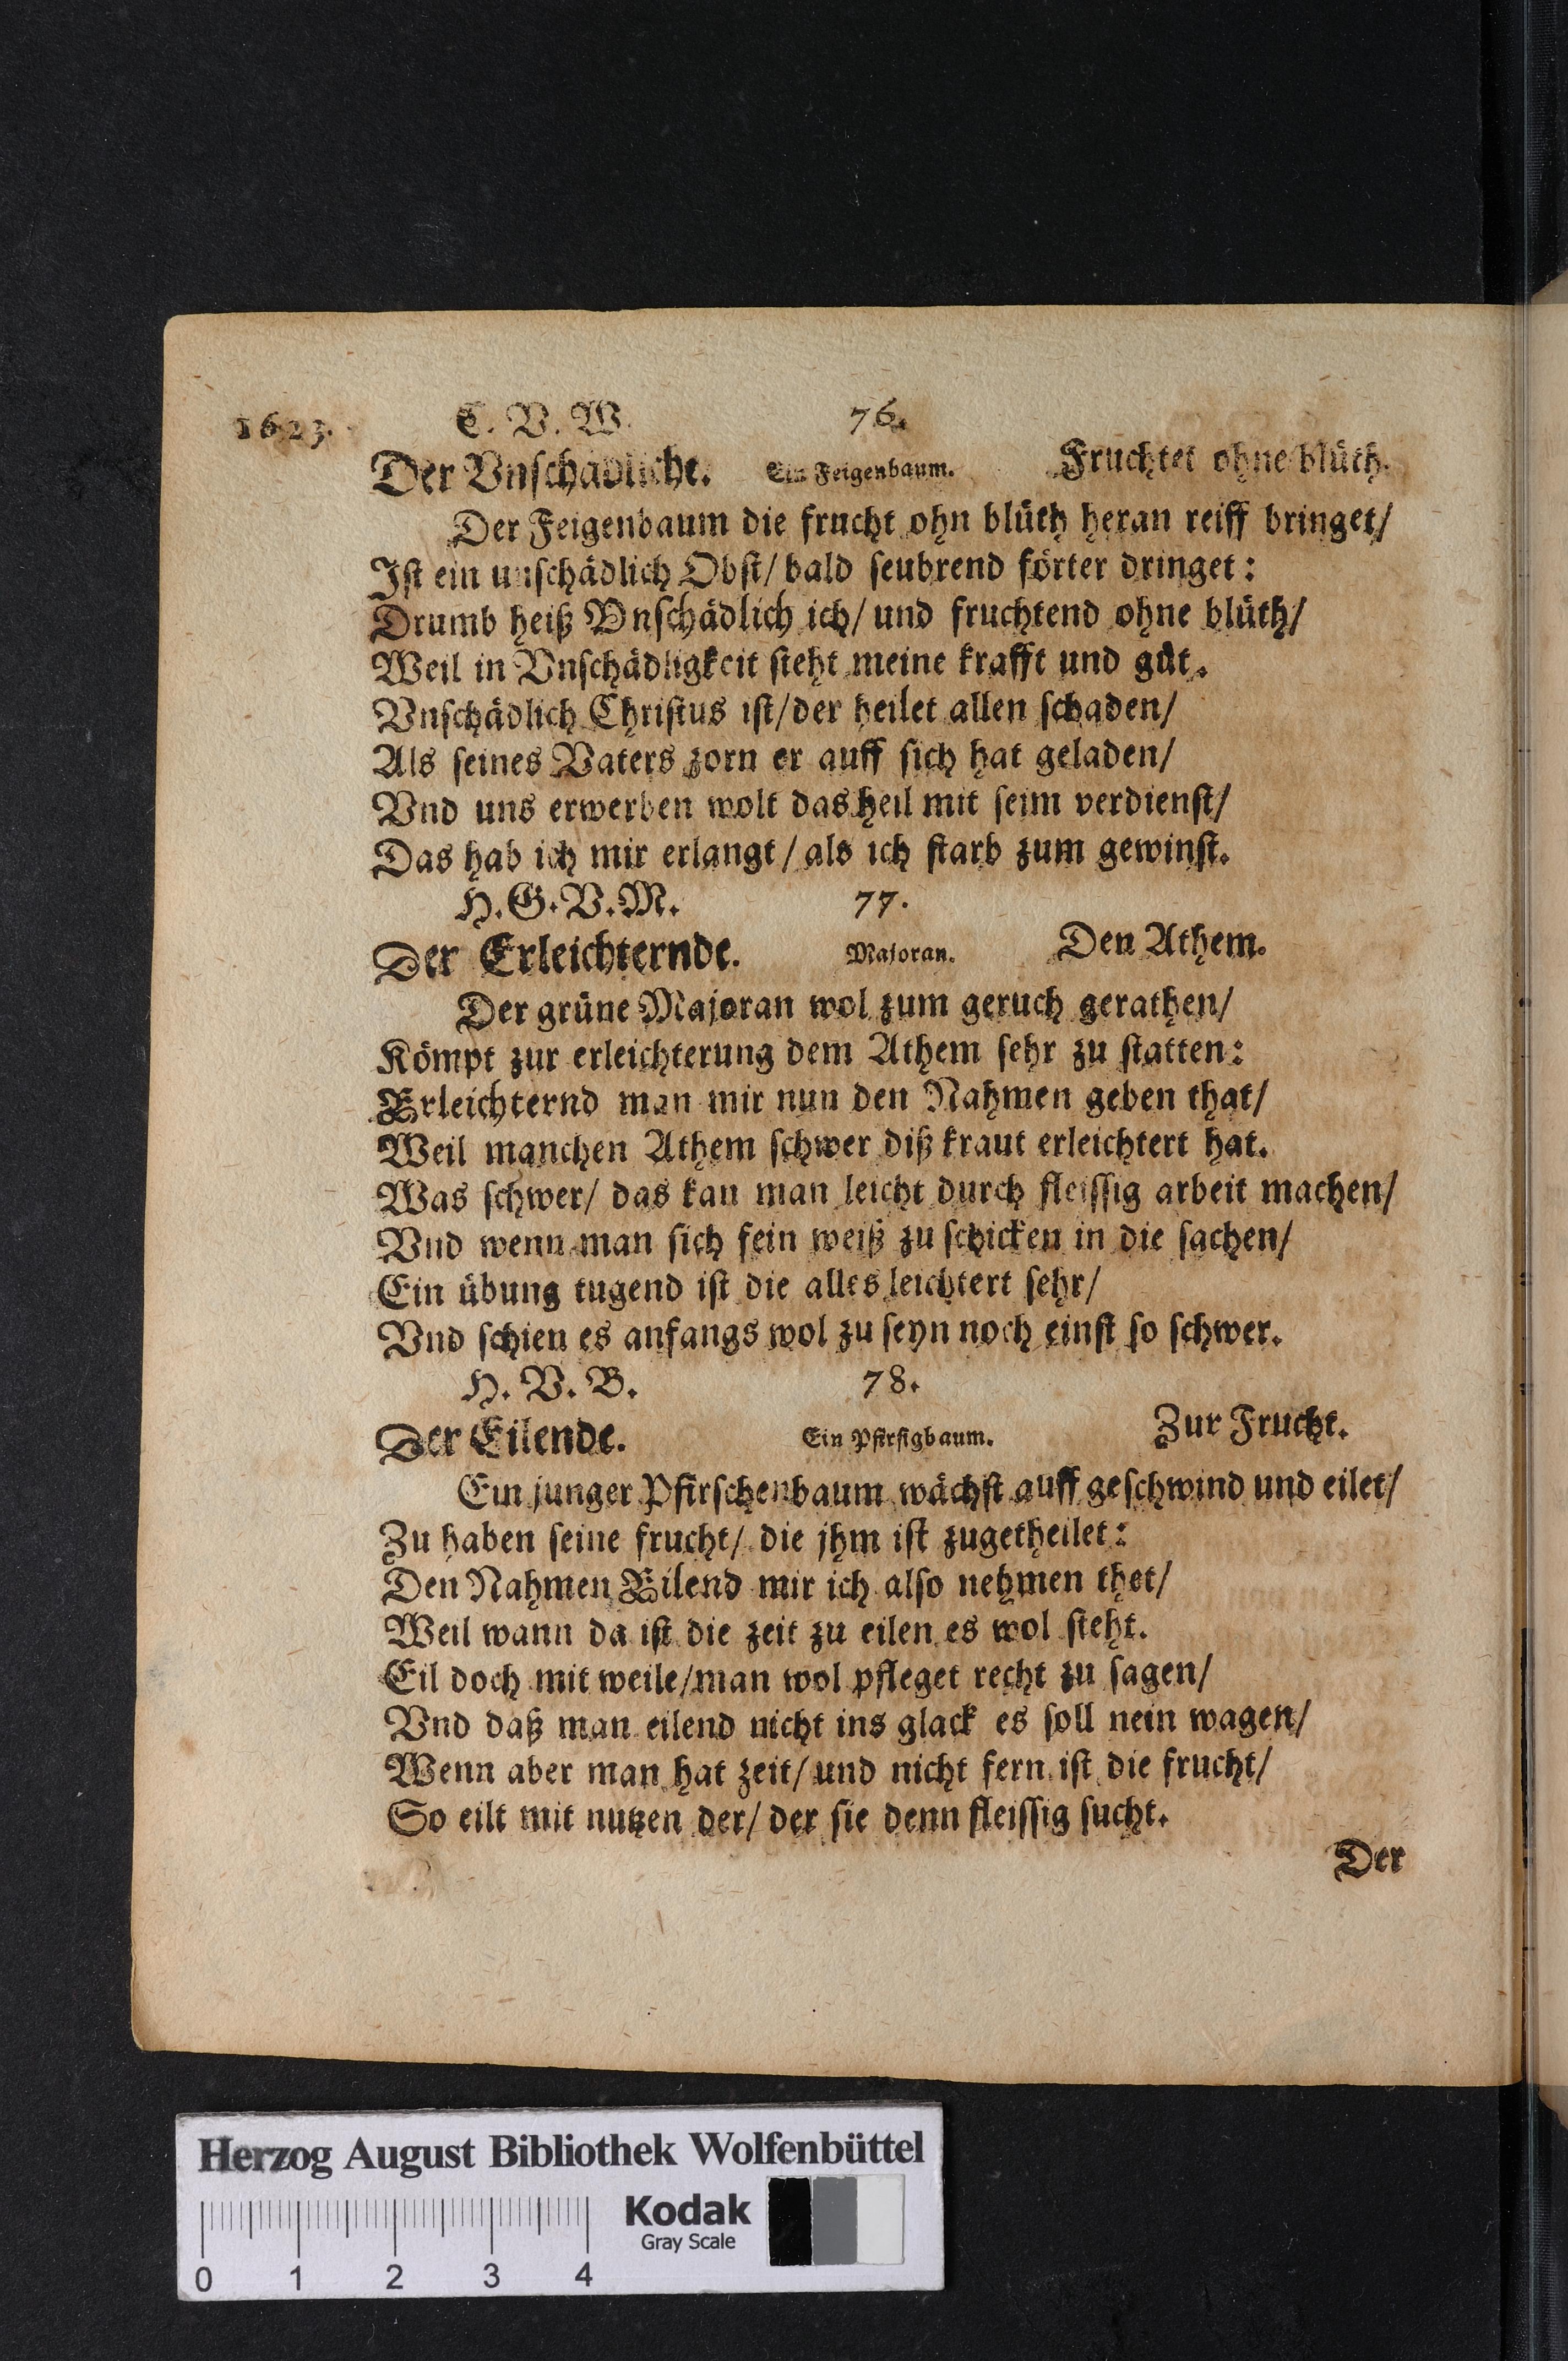 1623. C. V. W. 76.
Der Vnschädliche. Ein Feigenbaum. Fruchtet ohne blüth.
Der Feigenbaum die frucht ohn blüth heran reiff bringet/
Ist ein unschädlich Obst/ bald seubrend förter dringet:
Drumb heiß Vnschädlich ich/ und fruchtend ohne blüth/
Weil in Vnschädligkeit steht meine krafft und güt.
Vnschädlich Christus ist/ der heilet allen schaden/
Als seines Vaters zorn er auff sich hat geladen/
Vnd uns erwerben wolt das heil mit seim verdienst/
Das hab ich mir erlangt/ als ich starb zum gewinst.
H. G. V. M. 77.
Der Erleichternde. Majoran. Den Athem.
Der grüne Majoran wol zum geruch gerathen/
Kömpt zur erleichterung dem Athem sehr zu statten:
Erleichternd man mir nun den Nahmen geben that/
Weil manchen Athem schwer diß kraut erleichtert hat.
Was schwer/ das kan man leicht durch fleissig arbeit machen/
Vnd wenn man sich fein weiß zu schicken in die sachen/
Ein übung tugend ist die alles leichtert sehr/
Vnd schien es anfangs wol zu seyn noch einst so schwer.
H. V. B. 78.
Der Eilende. Ein Pfirsigbaum. Zur Frucht.
Ein junger Pfirschenbaum wächst auff geschwind und eilet/
Zu haben seine frucht/ die jhm ist zugetheilet:
Den Nahmen Eilend mir ich also nehmen thet/
Weil wann da ist die zeit zu eilen es wol steht.
Eil doch mit weile/ man wol pfleget recht zu sagen/
Vnd daß man eilend nicht ins glack es soll nein wagen/
Wenn aber man hat zeit/ und nicht fern ist die frucht/
So eilt mit nutzen der/ der sie denn fleissig sucht.
Der
Herzog August Bibliothek Wolfenbüttel
Kodak
Gray Scale
0 1 2 3 4